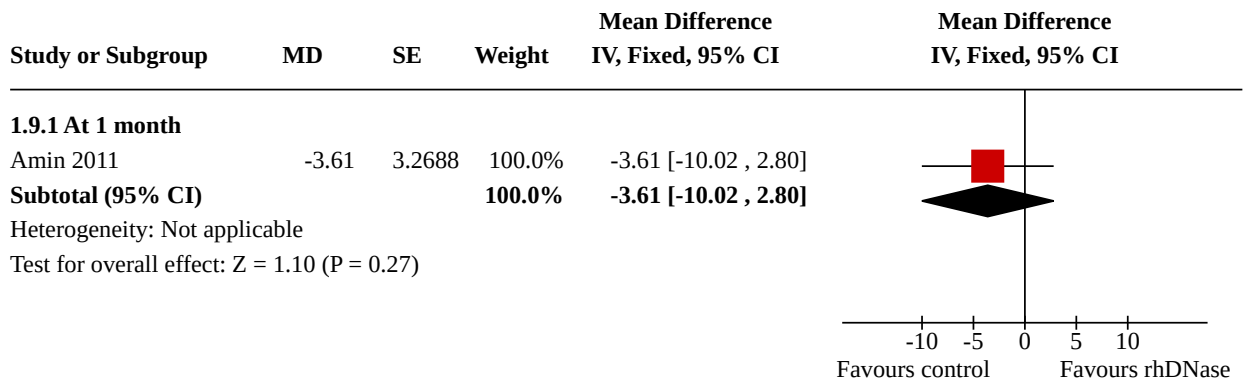 Mean Difference Mean Difference
Study or Subgroup MD SE Weight IV, Fixed, 95% CI IV, Fixed, 95% CI
1.9.1 At 1 month
Amin 2011 -3.61 3.2688 100.0% -3.61 [-10.02 , 2.80]
Subtotal (95% CI) 100.0% -3.61 [-10.02 , 2.80]
Heterogeneity: Not applicable
Test for overall effect: Z = 1.10 (P = 0.27)
-10 -5 0 5 10
Favours control Favours rhDNase